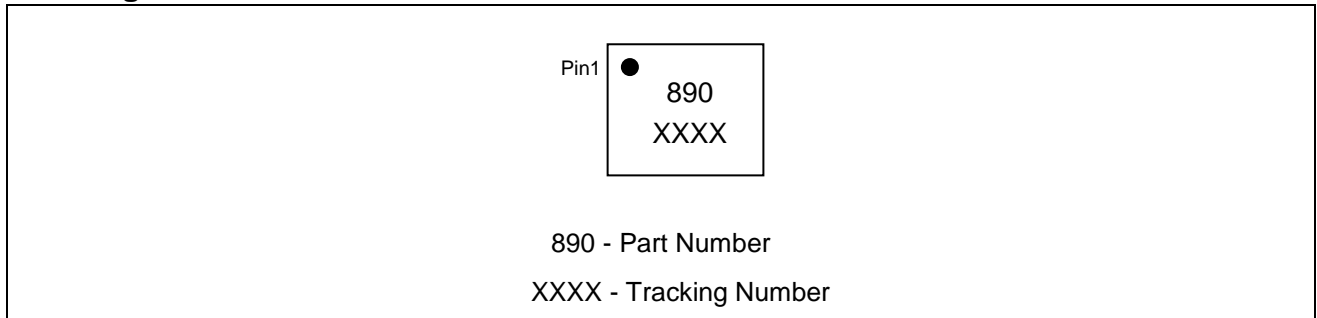 Pin1
890
XXXX
890 - Part Number
XXXX - Tracking Number